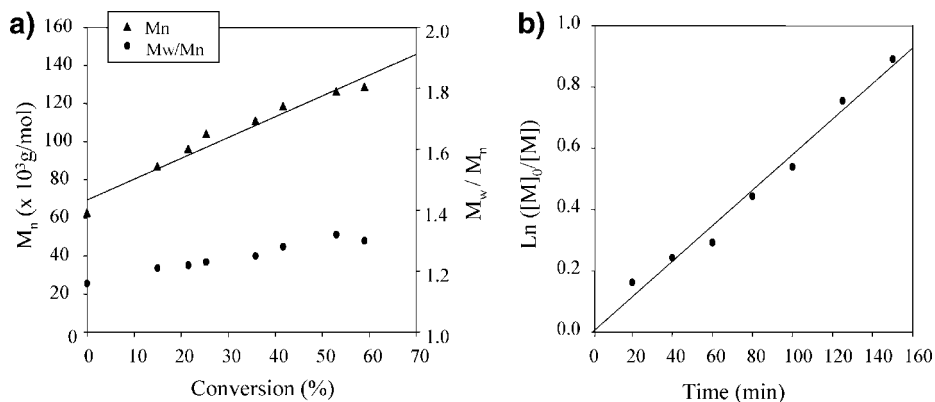 a)
Mn
Mw/Mn
160
140
120
100
80
60
40
20
0
M_n (x 10³g/mol)
2.0
1.8
1.6
1.4
1.2
1.0
M_w / M_n
0 10 20 30 40 50 60 70
Conversion (%)
b)
1.0
0.8
0.6
0.4
0.2
0.0
Ln ([M]₀/[M])
0 20 40 60 80 100 120 140 160
Time (min)